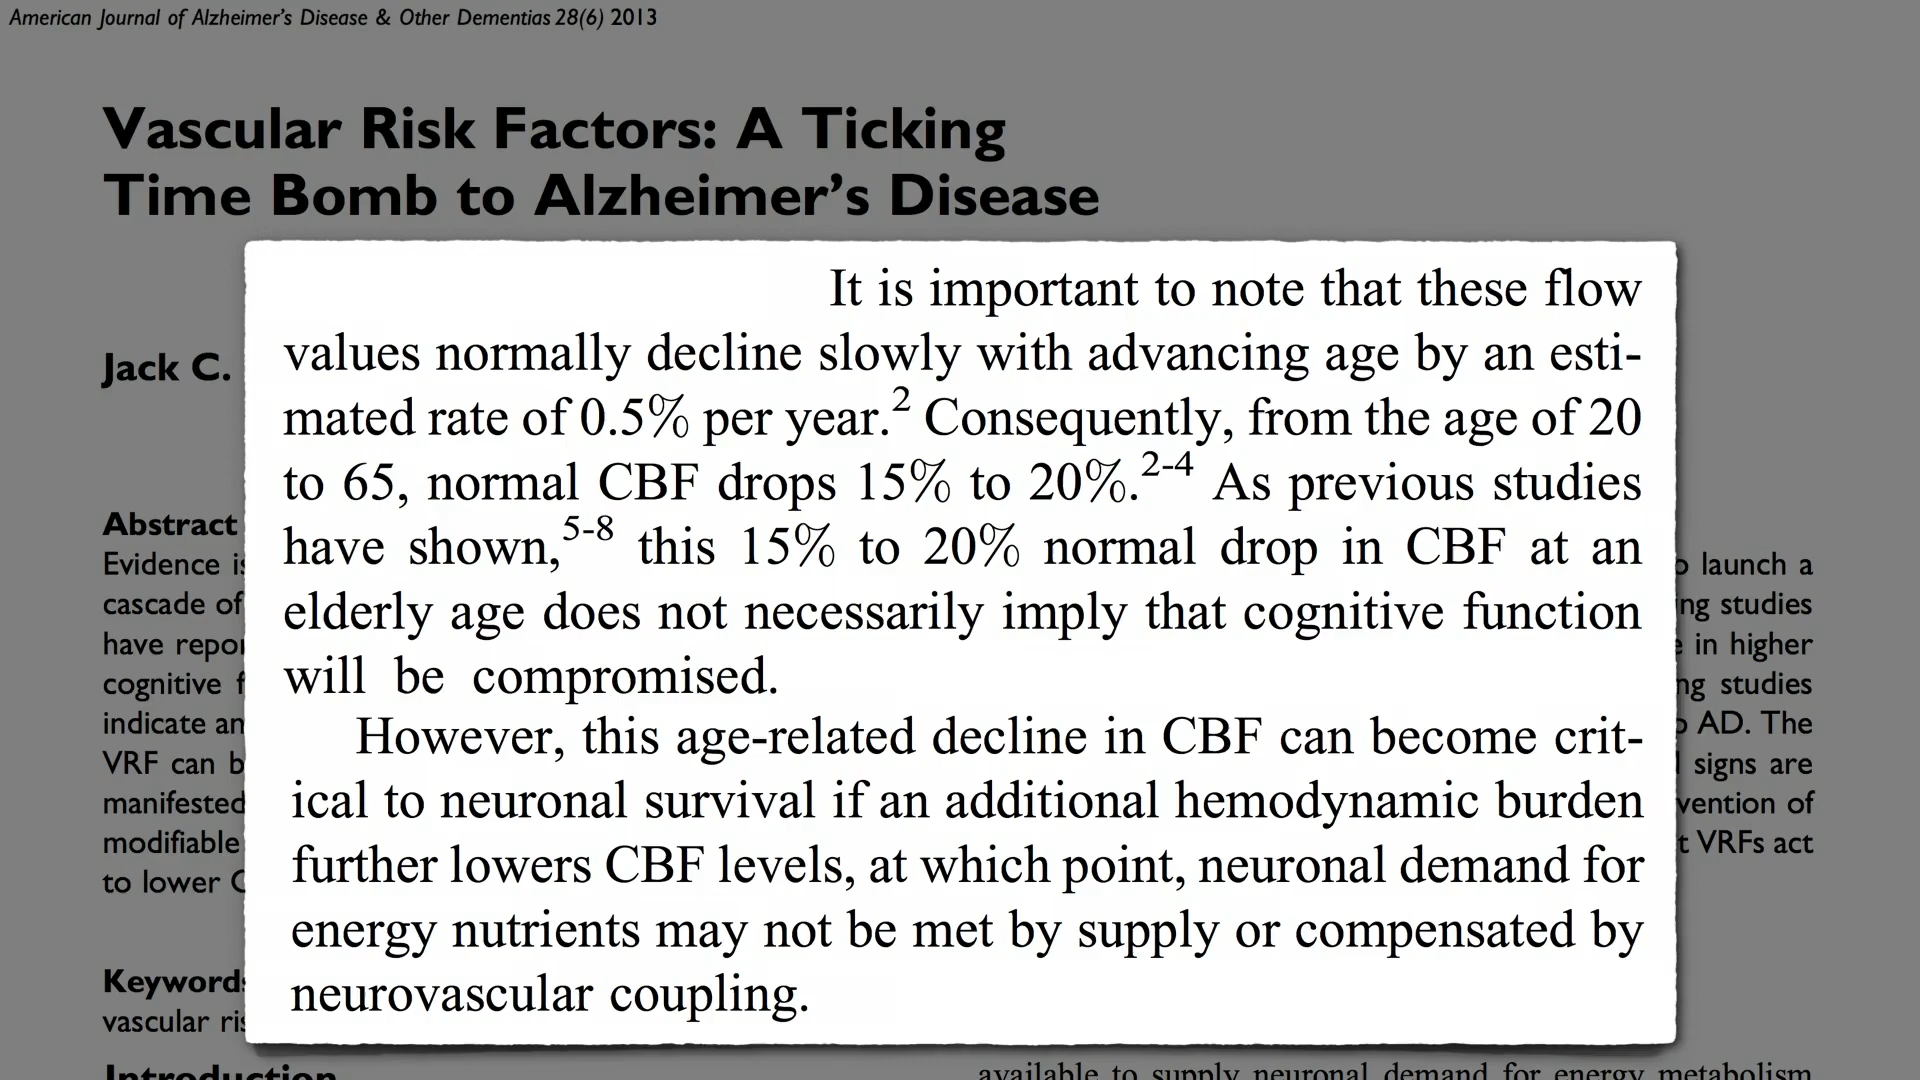 American Journal of Alzheimer's Disease & Other Dementias 28(6) 2013
Vascular Risk Factors: A Ticking
Time Bomb to Alzheimer's Disease
Jack C.
It is important to note that these flow
values normally decline slowly with advancing age by an esti-
mated rate of 0.5% per year.2 Consequently, from the age of 20
to 65, normal CBF drops 15% to 20%.2-4 As previous studies
have shown,5-8 this 15% to 20% normal drop in CBF at an
elderly age does not necessarily imply that cognitive function
will be compromised.
However, this age-related decline in CBF can become crit-
ical to neuronal survival if an additional hemodynamic burden
further lowers CBF levels, at which point, neuronal demand for
energy nutrients may not be met by supply or compensated by
neurovascular coupling.
Abstract
Evidence
launch a
cascade of
studies
have
in higher
cognitive
studies
indicate
AD. The
VRF can
signs are
manifested
of
modifiable
VRFs act
to lower
Keywords
vascular
Introduction
available to supply neuronal demand for energy metabolism